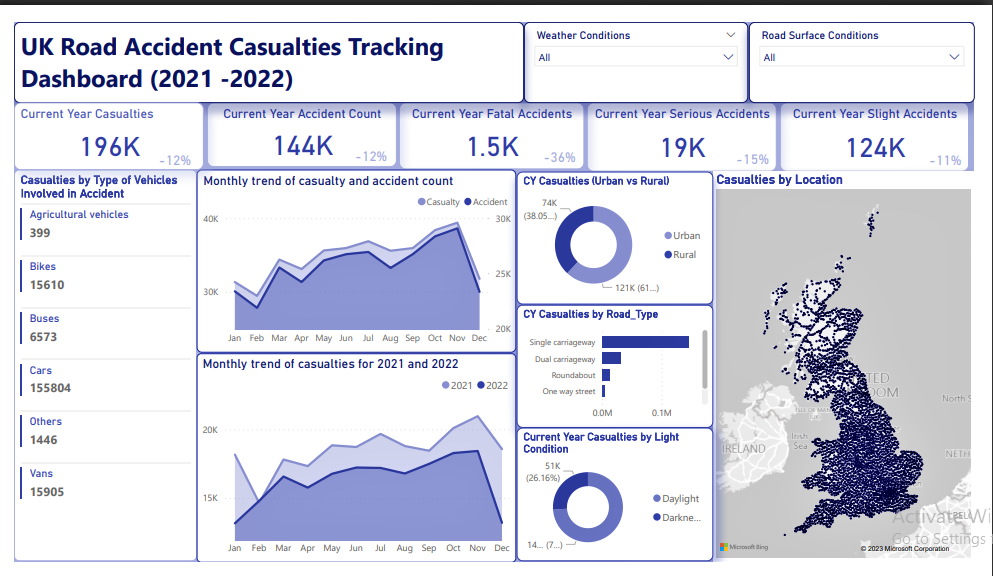 UK Road Accident Casualties Tracking
Dashboard (2021 -2022)
Weather Conditions
All
Road Surface Conditions
All
Current Year Casualties
196K
-12%
Current Year Accident Count
144K
-12%
Current Year Fatal Accidents
1.5K
-36%
Current Year Serious Accidents
19K
-15%
Current Year Slight Accidents
124K
-11%
Casualties by Type of Vehicles
Involved in Accident
Agricultural vehicles
399
Bikes
15610
Buses
6573
Cars
155804
Others
1446
Vans
15905
Monthly trend of casualty and accident count
Casualty Accident
40K
30K
30K
25K
20K
Jan Feb Mar Apr May Jun Jul Aug Sep Oct Nov Dec
Monthly trend of casualties for 2021 and 2022
2021 2022
20K
15K
Jan Feb Mar Apr May Jun Jul Aug Sep Oct Nov Dec
CY Casualties (Urban vs Rural)
74K
(38.05...)
Urban
Rural
121K (61...)
CY Casualties by Road_Type
Single carriageway
Dual carriageway
Roundabout
One way street
0.0M 0.1M
Current Year Casualties by Light
Condition
51K
(26.16%)
Daylight
Darkne...
14... (7...)
Casualties by Location
TED
DOM
North S
ISLE OF MAN
Irish
Sea
IRELAND
NETH
BEL
Activate Wi
Go to Settings
Microsoft Bing
© 2023 Microsoft Corporation